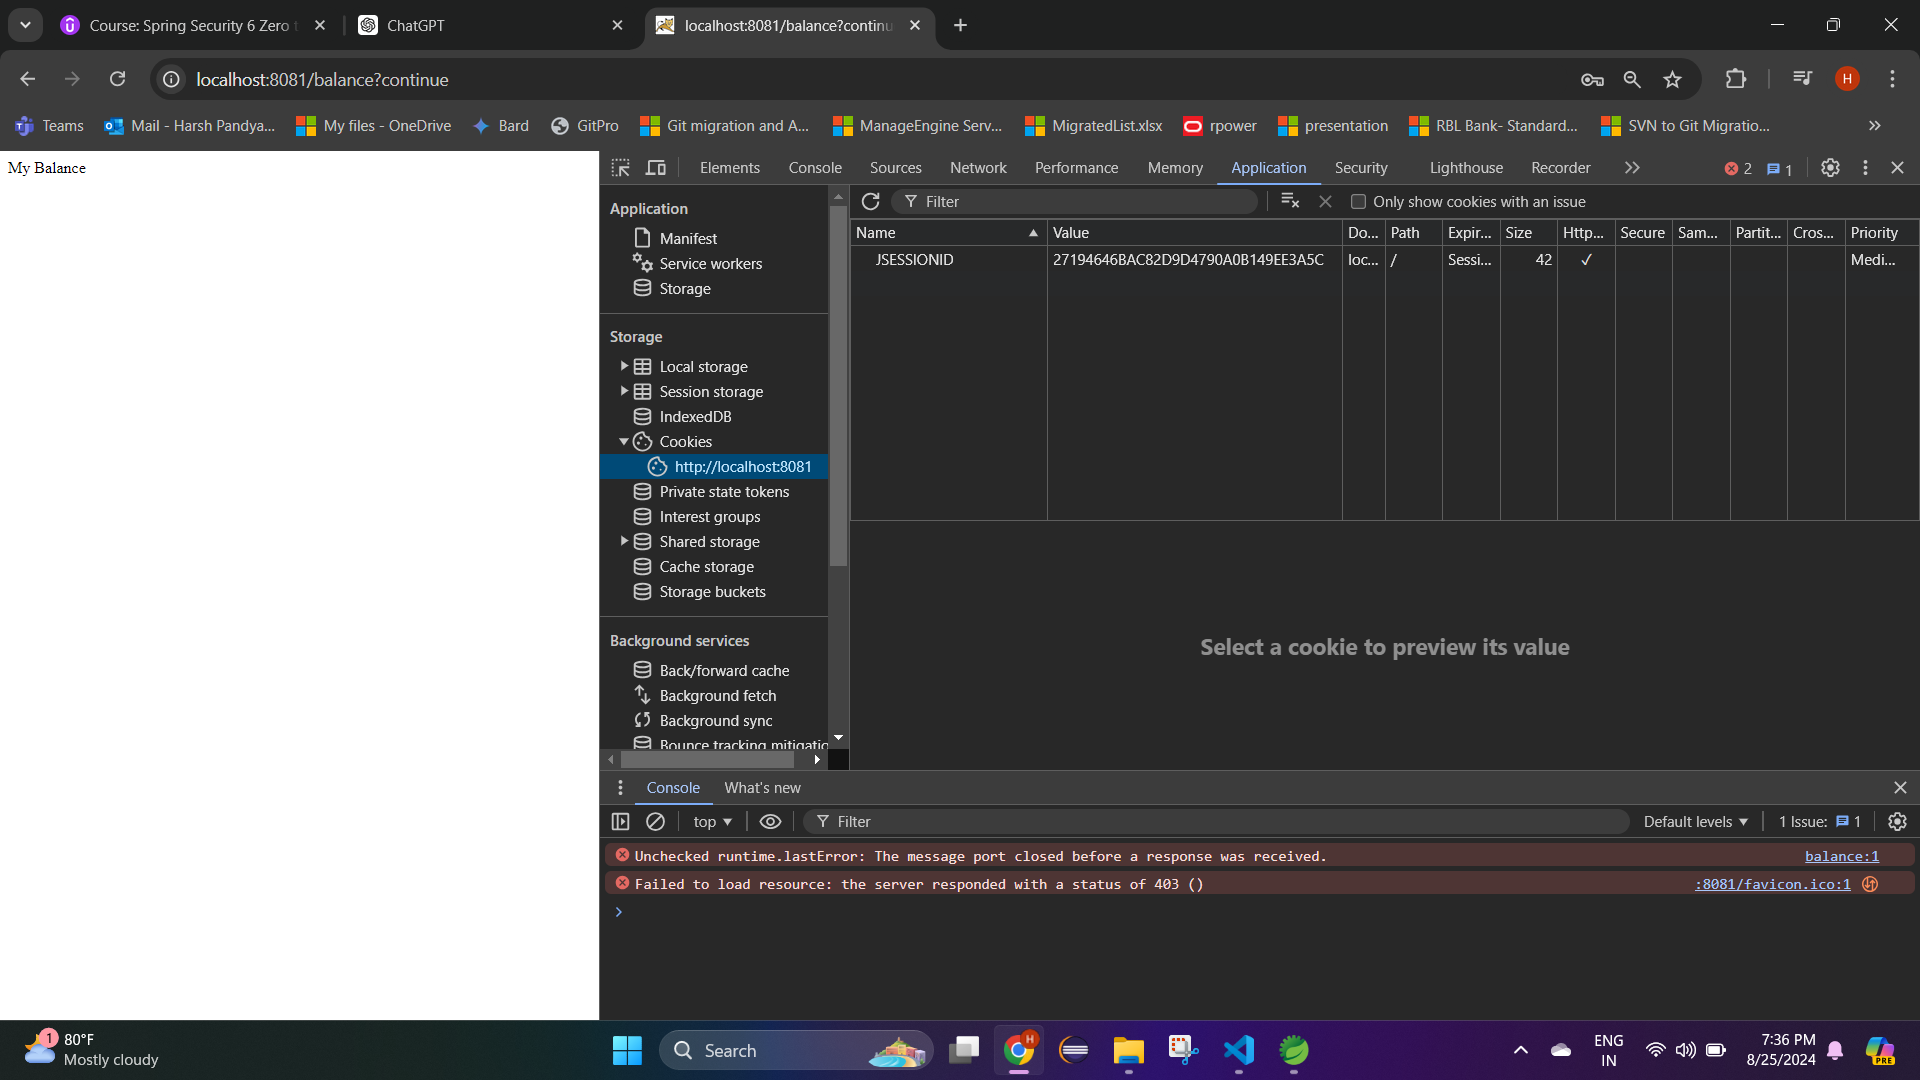 Course: Spring Security 6 Zero t
ChatGPT
localhost:8081/balance?continu
localhost:8081/balance?continue
H
Teams
Mail - Harsh Pandya...
My files - OneDrive
Bard
GitPro
Git migration and A...
ManageEngine Serv...
MigratedList.xlsx
rpower
presentation
RBL Bank- Standard...
SVN to Git Migratio...
My Balance
Elements
Console
Sources
Network
Performance
Memory
Application
Security
Lighthouse
Recorder
2
1
Application
Manifest
Service workers
Storage
Storage
Local storage
Session storage
IndexedDB
Cookies
http://localhost:8081
Private state tokens
Interest groups
Shared storage
Cache storage
Storage buckets
Background services
Back/forward cache
Background fetch
Background sync
Bounce tracking mitigatio
Filter
Only show cookies with an issue
Name Value Do... Path Expir... Size Http... Secure Sam... Partit... Cros... Priority
JSESSIONID 27194646BAC82D9D4790A0B149EE3A5C loc... / Sessi... 42 ✓ Medi...
Select a cookie to preview its value
Console
What's new
top
Filter
Default levels
1 Issue: 1
Unchecked runtime.lastError: The message port closed before a response was received. balance:1
Failed to load resource: the server responded with a status of 403 () :8081/favicon.ico:1
1
80°F
Mostly cloudy
Search
H
ENG
IN
7:36 PM
8/25/2024
PRE